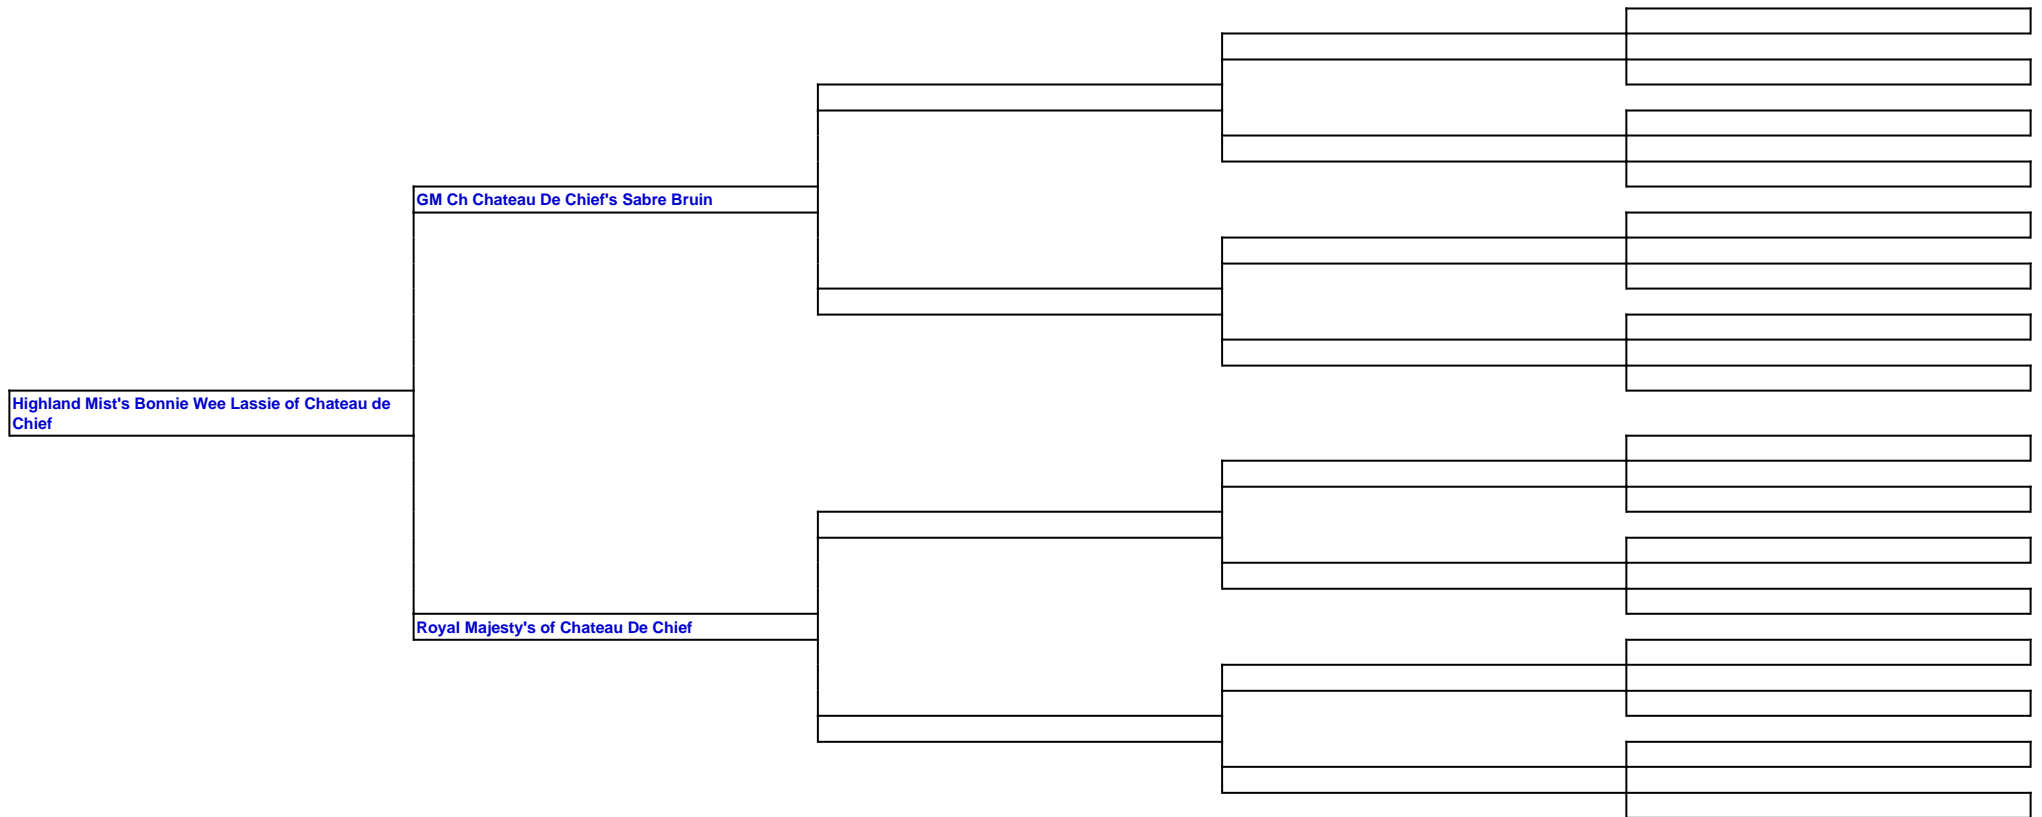 GM Ch Chateau De Chief's Sabre Bruin
Highland Mist's Bonnie Wee Lassie of Chateau de
Chief
Royal Majesty's of Chateau De Chief